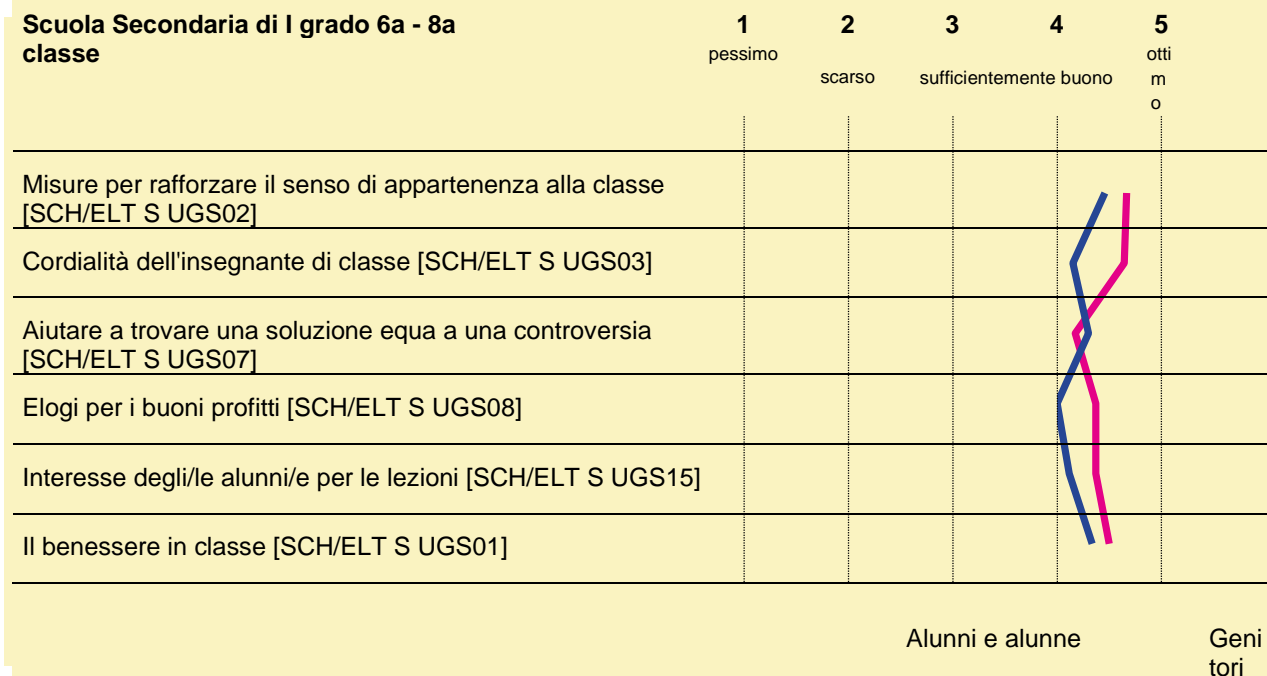 Scuola Secondaria di I grado 6a - 8a
classe
1 2 3 4 5
pessimo
scarso
sufficientemente buono
otti
m
o
Misure per rafforzare il senso di appartenenza alla classe
[SCH/ELT S UGS02]
Cordialità dell'insegnante di classe [SCH/ELT S UGS03]
Aiutare a trovare una soluzione equa a una controversia
[SCH/ELT S UGS07]
Elogi per i buoni profitti [SCH/ELT S UGS08]
Interesse degli/le alunni/e per le lezioni [SCH/ELT S UGS15]
Il benessere in classe [SCH/ELT S UGS01]
Alunni e alunne
Geni
tori